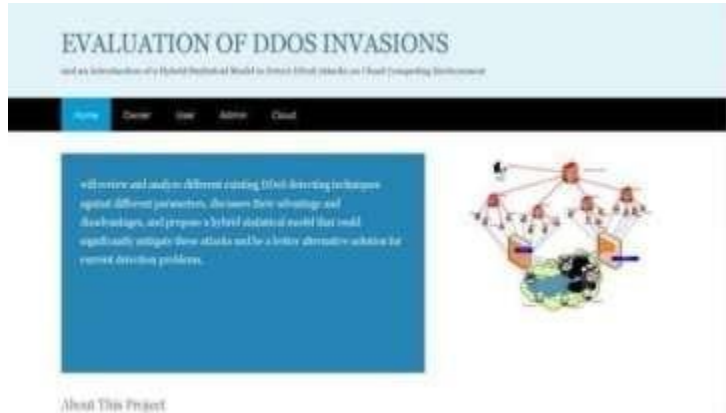 EVALUATION OF DDOS INVASIONS
and an Introduction of a Hybrid Statistical Model to Detect DDoS Attacks on Cloud Computing Environment
Home Owner User Admin Cloud
will review and analyze different existing DDoS detecting techniques
against different parameters, discusses their advantage and
disadvantages, and propose a hybrid statistical model that could
significantly mitigate these attacks and be a better alternative solution for
current detection problems.
About This Project